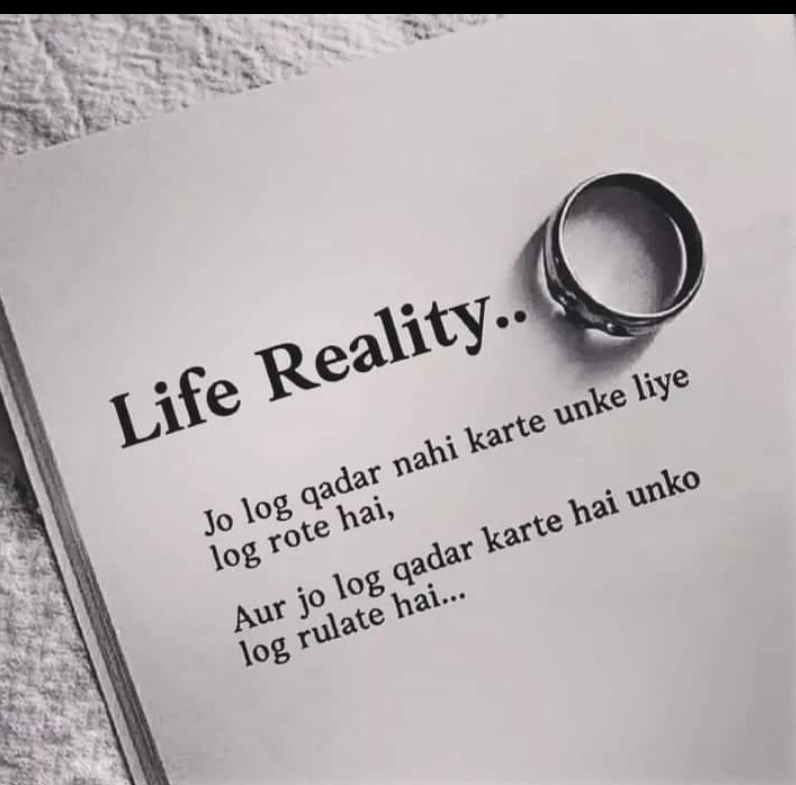 Life Reality..
Jo log qadar nahi karte unke liye
log rote hai,
Aur jo log qadar karte hai unko
log rulate hai...